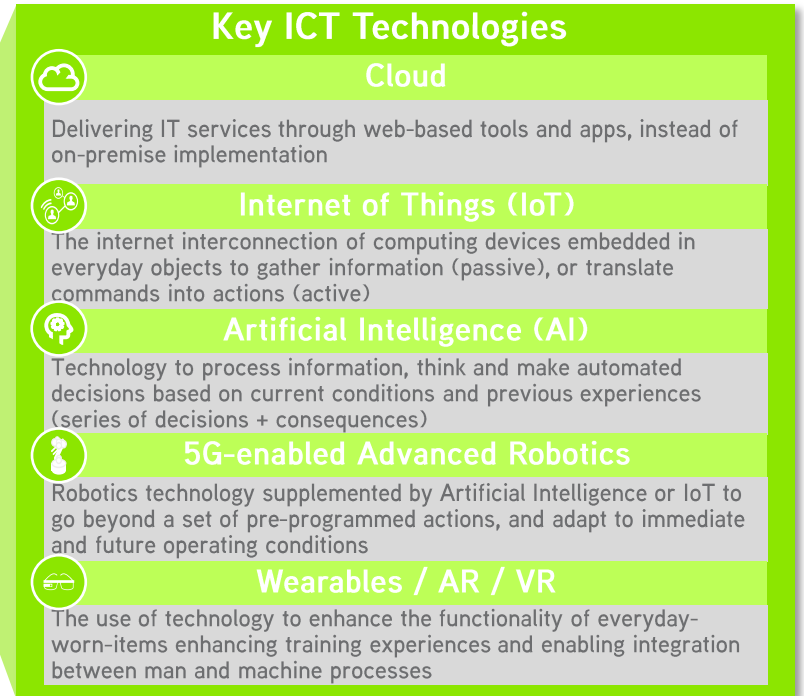 Key ICT Technologies
Cloud
Delivering IT services through web-based tools and apps, instead of
on-premise implementation
Internet of Things (IoT)
The internet interconnection of computing devices embedded in
everyday objects to gather information (passive), or translate
commands into actions (active)
Artificial Intelligence (AI)
Technology to process information, think and make automated
decisions based on current conditions and previous experiences
(series of decisions + consequences)
5G-enabled Advanced Robotics
Robotics technology supplemented by Artificial Intelligence or IoT to
go beyond a set of pre-programmed actions, and adapt to immediate
and future operating conditions
Wearables / AR / VR
The use of technology to enhance the functionality of everyday-
worn-items enhancing training experiences and enabling integration
between man and machine processes